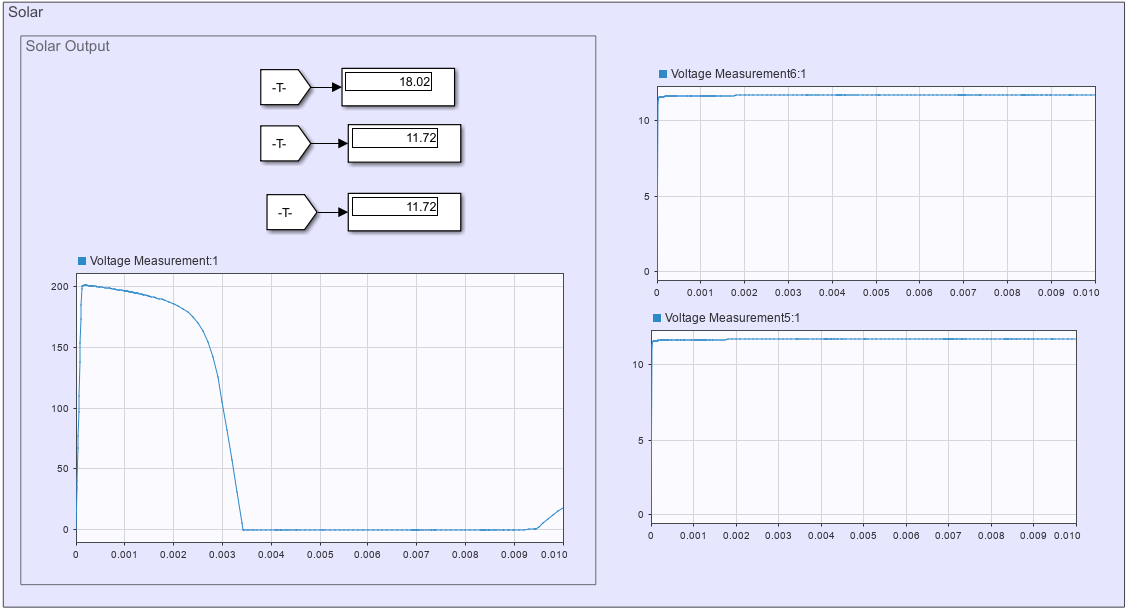 Solar
Solar Output
-T-
18.02
-T-
11.72
-T-
11.72
Voltage Measurement:1
200
150
100
50
0
0 0.001 0.002 0.003 0.004 0.005 0.006 0.007 0.008 0.009 0.010
Voltage Measurement6:1
10
5
0
0 0.001 0.002 0.003 0.004 0.005 0.006 0.007 0.008 0.009 0.010
Voltage Measurement5:1
10
5
0
0 0.001 0.002 0.003 0.004 0.005 0.006 0.007 0.008 0.009 0.010